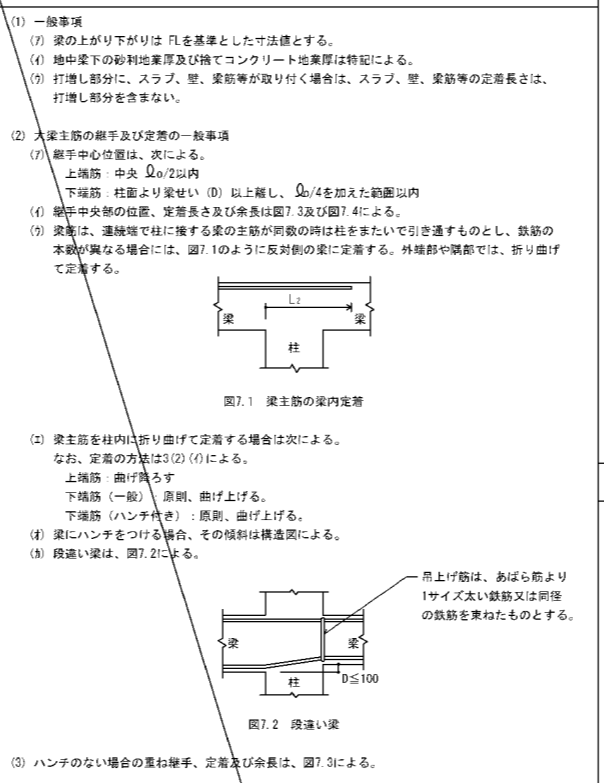 (1) 一般事項
(ｱ) 梁の上がり下がりは FLを基準とした寸法値とする。
(ｲ) 地中梁下の砂利地業厚及び捨てコンクリート地業厚は特記による。
(ｳ) 打増し部分に、スラブ、壁、梁筋等が取り付く場合は、スラブ、壁、梁筋等の定着長さは、
打増し部分を含まない。
(2) 大梁主筋の継手及び定着の一般事項
(ｱ) 継手中心位置は、次による。
上端筋：中央 ℓo/2以内
下端筋：柱面より梁せい（D）以上離し、 ℓo/4を加えた範囲以内
(ｲ) 継手中央部の位置、定着長さ及び余長は図7.3及び図7.4による。
(ｳ) 梁筋は、連続端で柱に接する梁の主筋が同数の時は柱をまたいで引き通すものとし、鉄筋の
本数が異なる場合には、図7.1のように反対側の梁に定着する。外端部や隅部では、折り曲げ
て定着する。
L2
梁
梁
柱
図7.1 梁主筋の梁内定着
(ｴ) 梁主筋を柱内に折り曲げて定着する場合は次による。
なお、定着の方法は3(2)(ｲ)による。
上端筋：曲げ降ろす
下端筋（一般）：原則、曲げ上げる。
下端筋（ハンチ付き）：原則、曲げ上げる。
(ｵ) 梁にハンチをつける場合、その傾斜は構造図による。
(ｶ) 段違い梁は、図7.2による。
吊上げ筋は、あばら筋より
1サイズ太い鉄筋又は同径
の鉄筋を束ねたものとする。
梁
梁
柱
D≦100
図7.2 段違い梁
(3) ハンチのない場合の重ね継手、定着及び余長は、図7.3による。